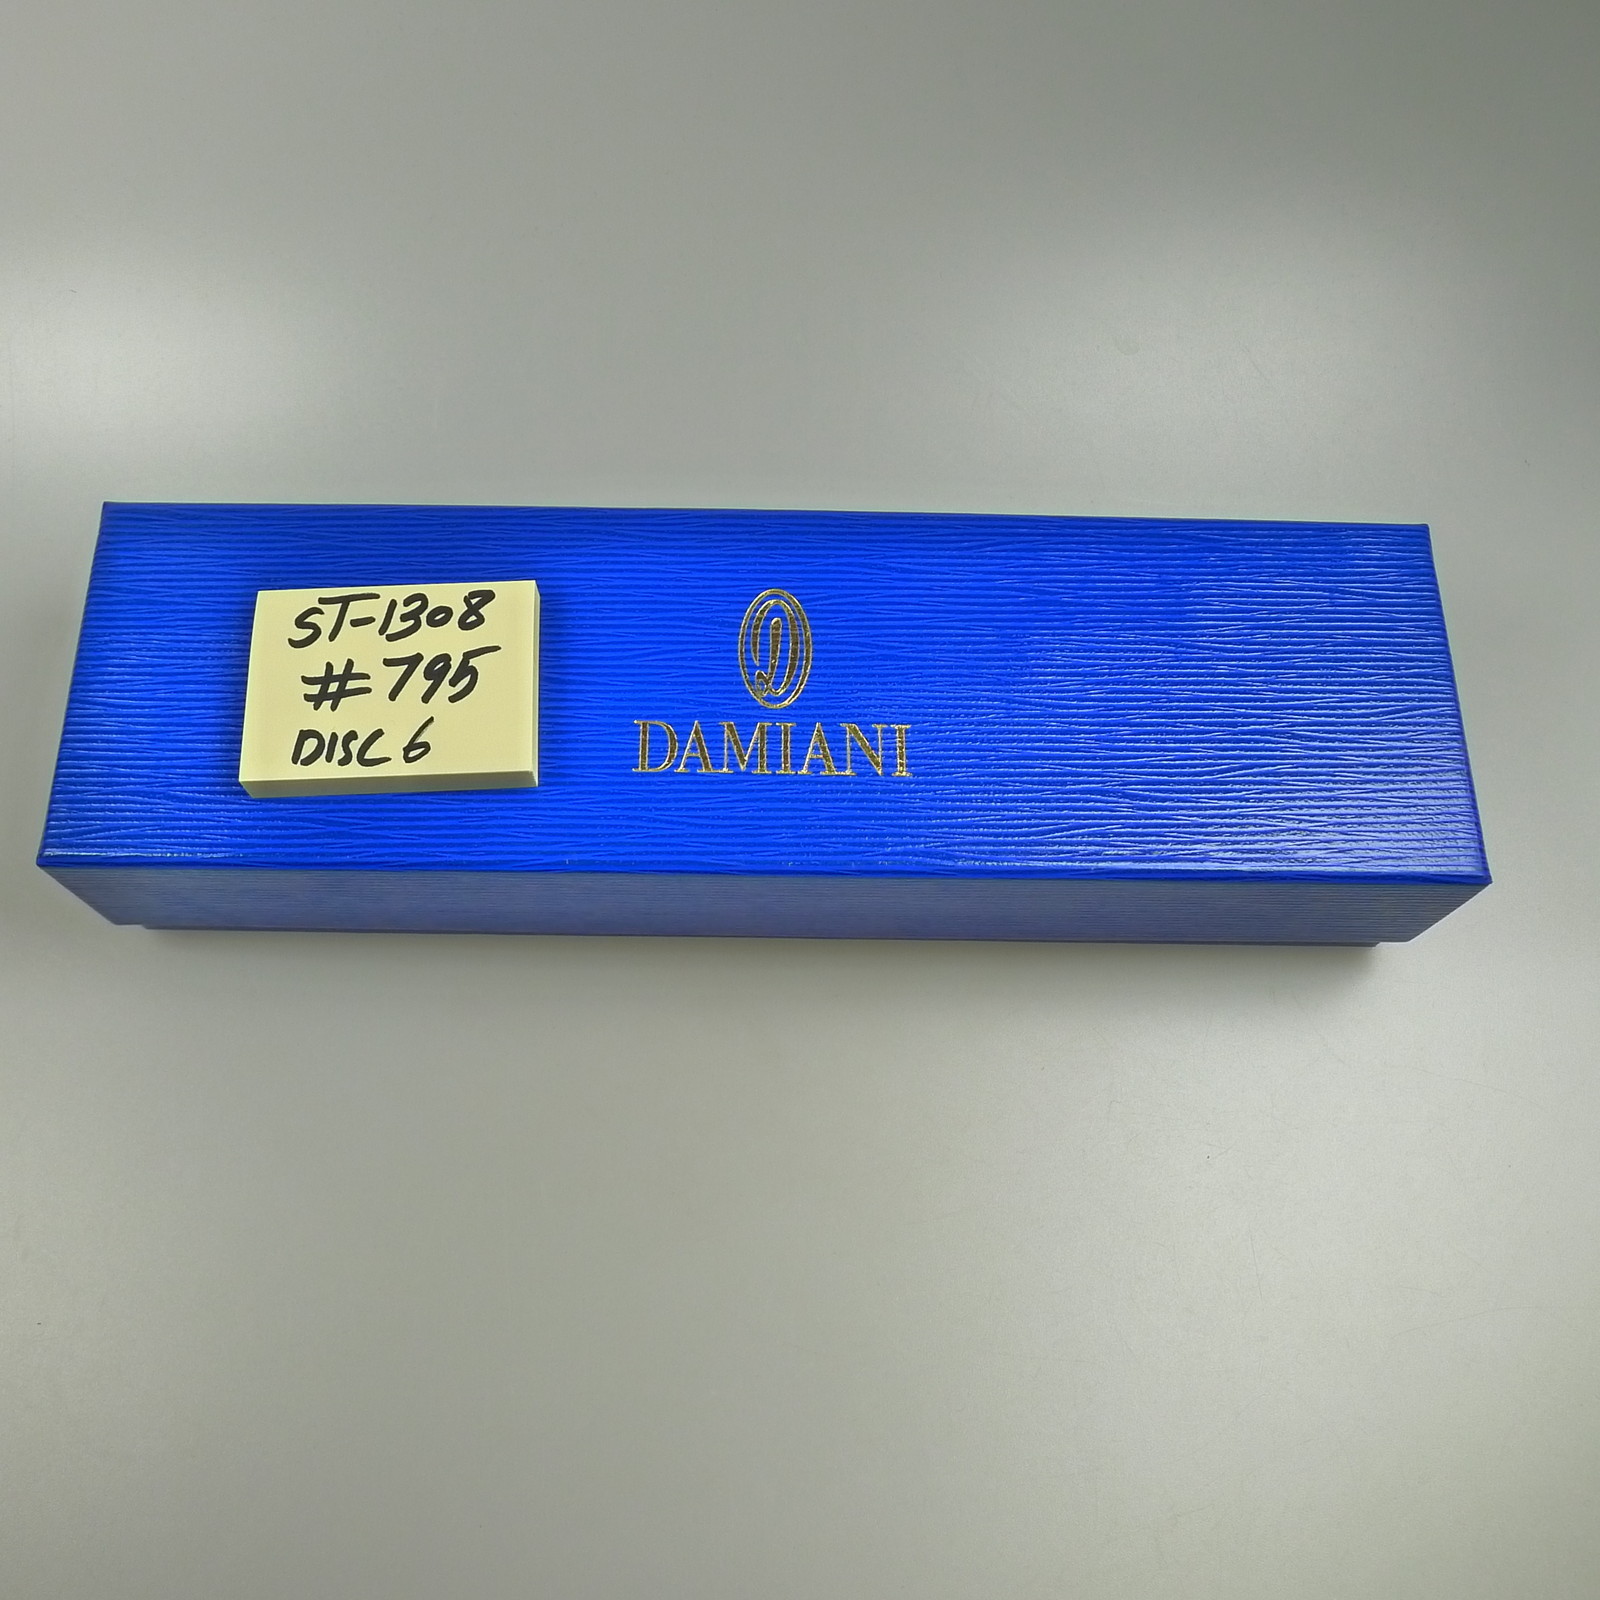 ST-1308
#795
DISC 6
D
DAMIANI